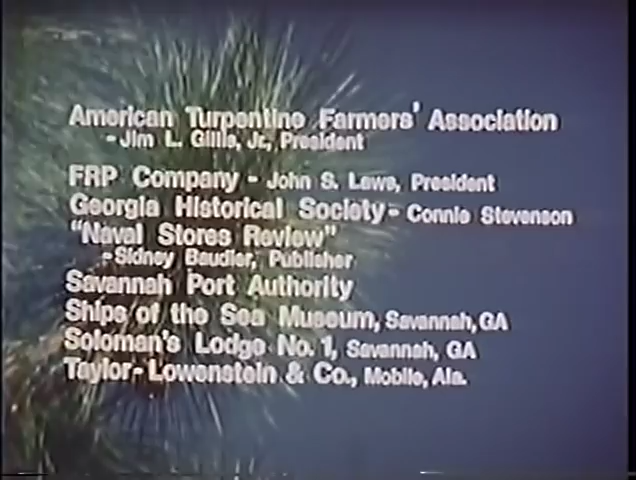 American Turpentine Farmers' Association
- Jim L. Gillis, Jr., President
FRP Company - John S. Laws, President
Georgia Historical Society - Connie Stevenson
"Naval Stores Review"
- Sidney Baudier, Publisher
Savannah Port Authority
Ships of the Sea Museum, Savannah, GA
Soloman's Lodge No. 1, Savannah, GA
Taylor-Lowenstein & Co., Mobile, Ala.